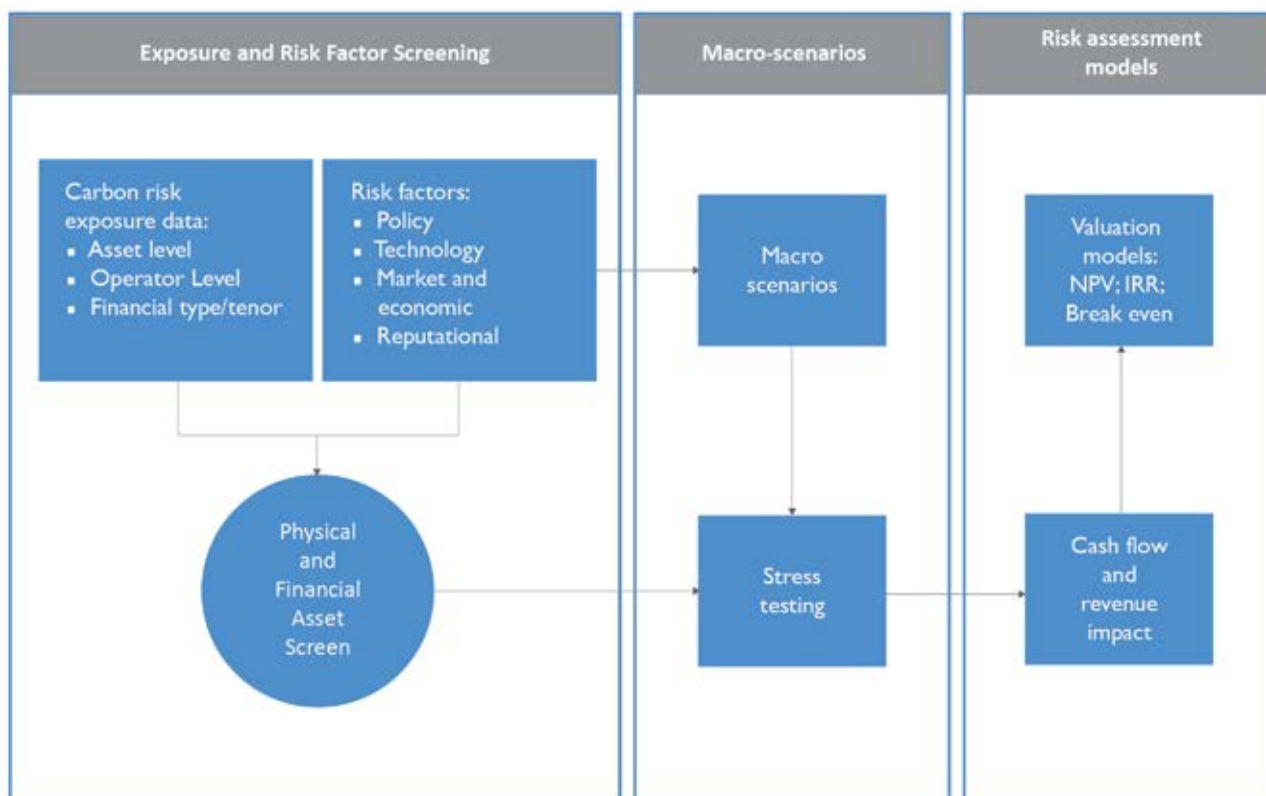 Exposure and Risk Factor Screening
Macro-scenarios
Risk assessment
models
Carbon risk
exposure data:
▪ Asset level
▪ Operator Level
▪ Financial type/tenor
Risk factors:
▪ Policy
▪ Technology
▪ Market and
economic
▪ Reputational
Macro
scenarios
Valuation
models:
NPV; IRR;
Break even
Physical
and
Financial
Asset
Screen
Stress
testing
Cash flow
and
revenue
impact